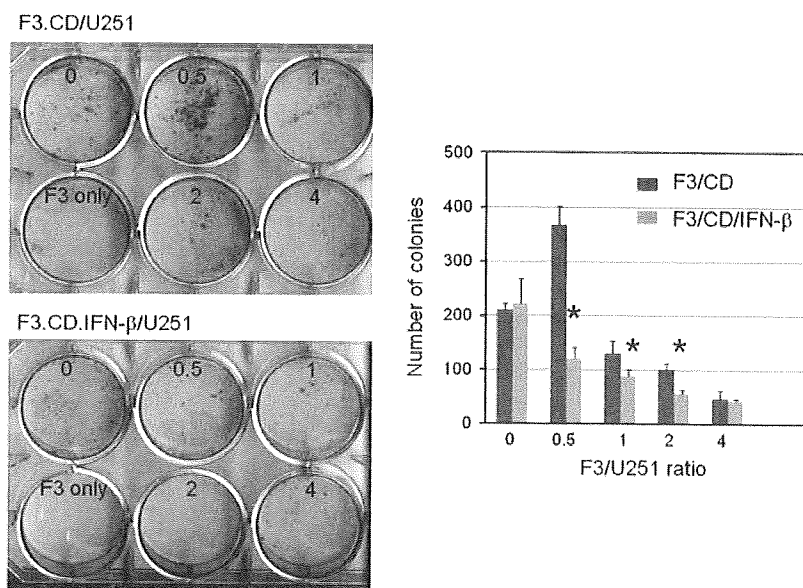 F3.CD/U251
0
0.5
1
F3 only
2
4
F3.CD.IFN-β/U251
0
0.5
1
F3 only
2
4
500
400
300
200
100
0
Number of colonies
F3/CD
F3/CD/IFN-β
*
*
*
0 0.5 1 2 4
F3/U251 ratio